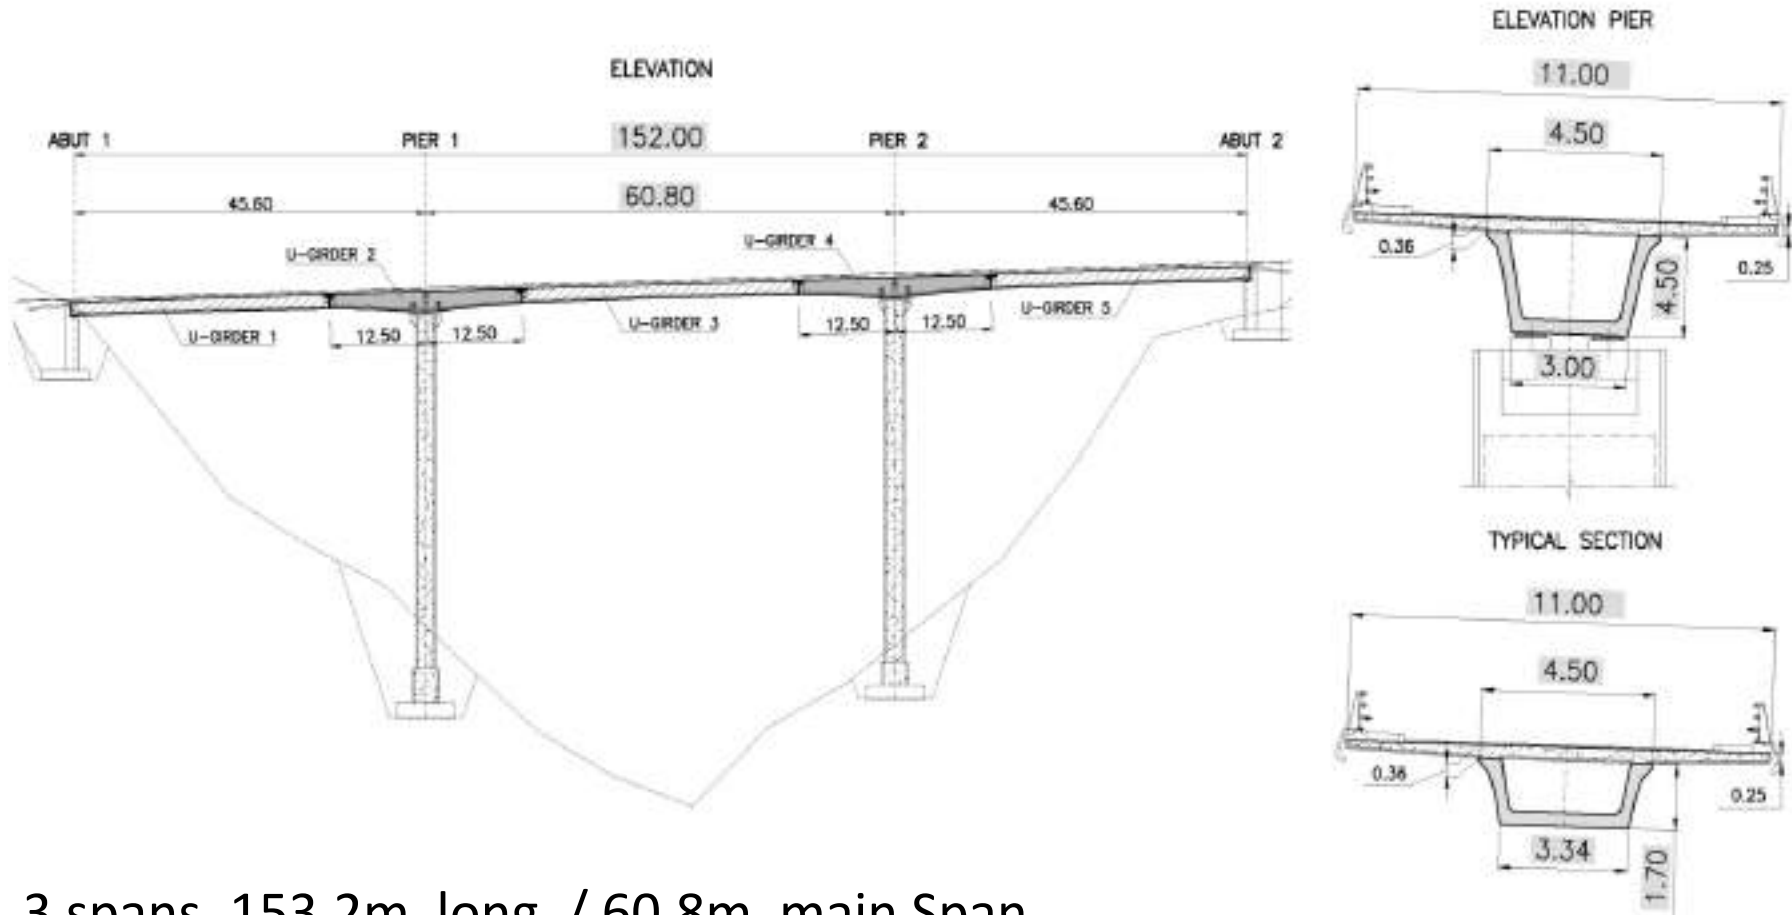 ELEVATION
ABUT 1 PIER 1 152.00 PIER 2 ABUT 2
45.60 60.80 45.60
U-GIRDER 2 U-GIRDER 4
U-GIRDER 1 12.50 12.50 U-GIRDER 3 12.50 12.50 U-GIRDER 5
ELEVATION PIER
11.00
4.50
0.36 0.25
4.50
3.00
TYPICAL SECTION
11.00
4.50
0.36 0.25
3.34 1.70
3 spans, 153.2m. long. / 60.8m. main Span